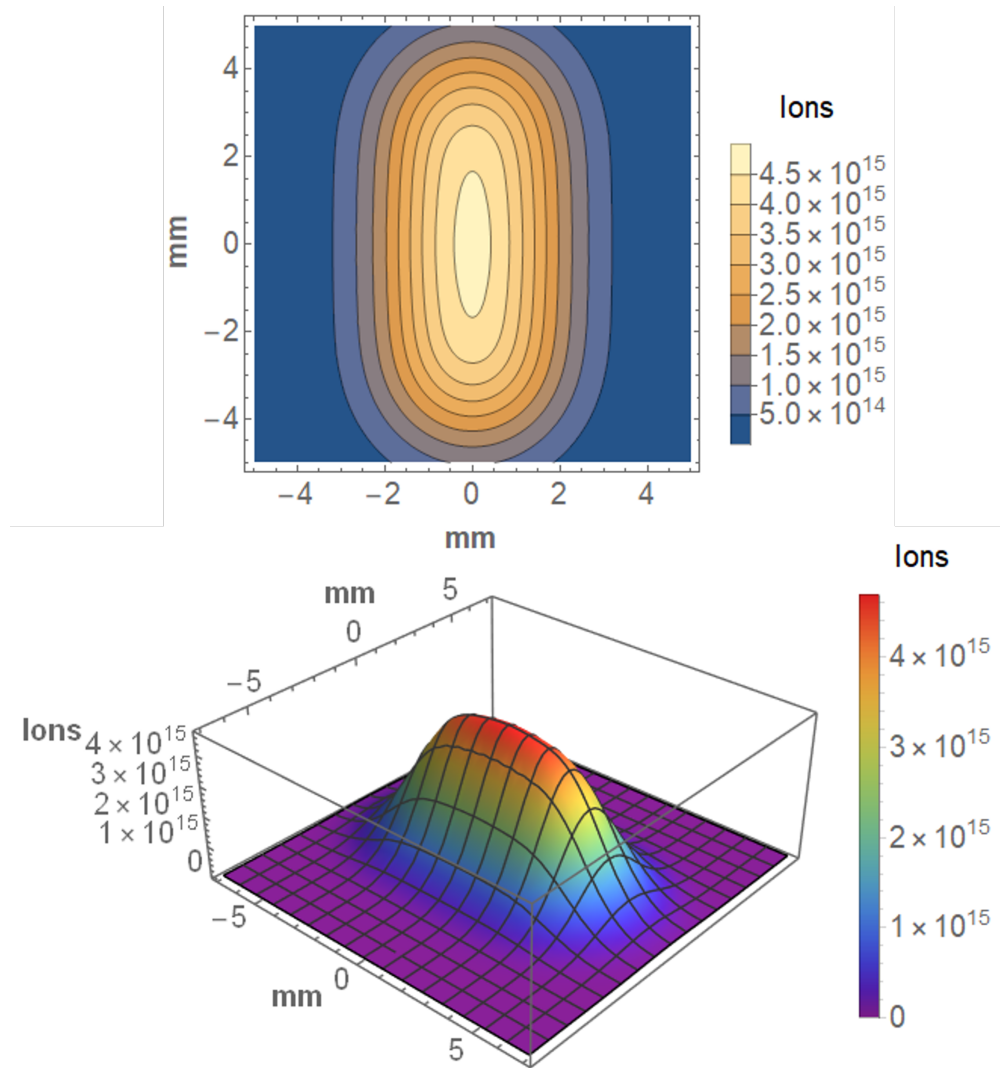 4
2
0
−2
−4
mm
−4 −2 0 2 4
mm
Ions
4.5 × 10^15
4.0 × 10^15
3.5 × 10^15
3.0 × 10^15
2.5 × 10^15
2.0 × 10^15
1.5 × 10^15
1.0 × 10^15
5.0 × 10^14
mm
5
0
−5
Ions
4 × 10^15
3 × 10^15
2 × 10^15
1 × 10^15
0
−5
0
5
mm
Ions
4 × 10^15
3 × 10^15
2 × 10^15
1 × 10^15
0